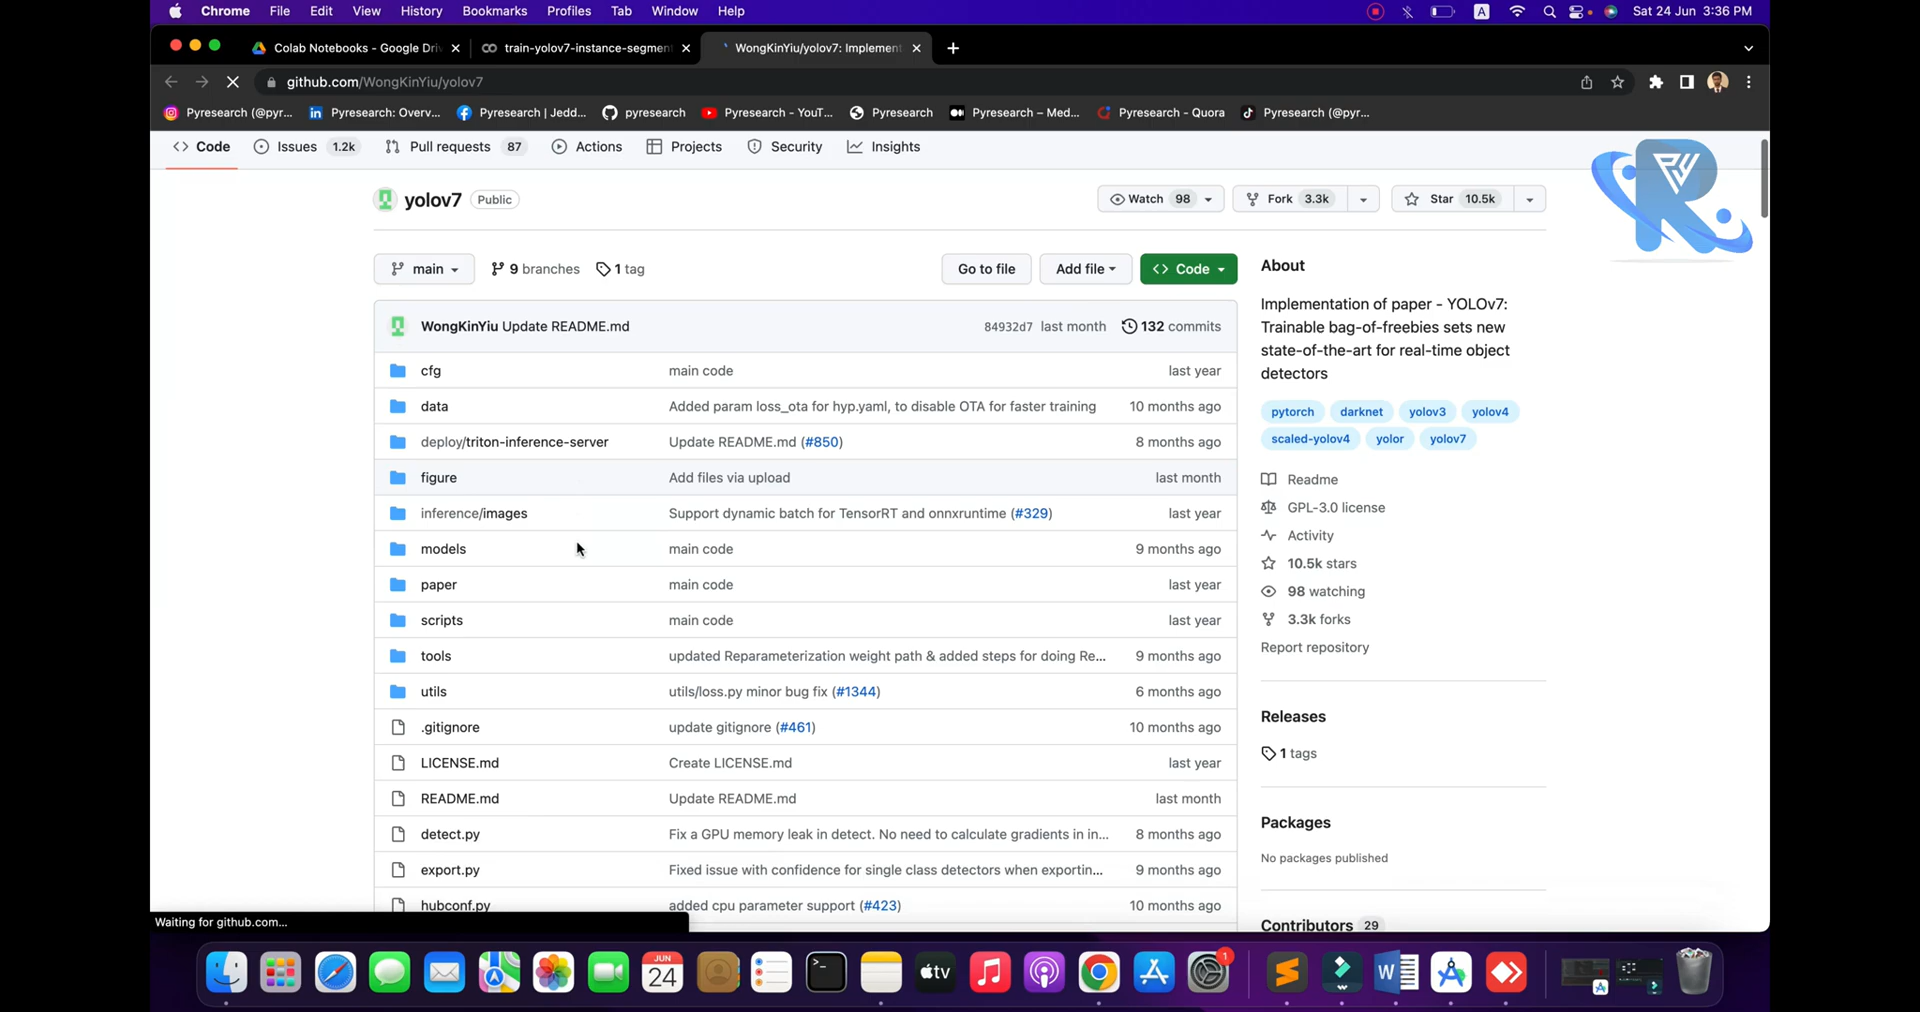 Chrome File Edit View History Bookmarks Profiles Tab Window Help A Sat 24 Jun 3:36 PM
Colab Notebooks - Google Driv train-yolov7-instance-segment WongKinYiu/yolov7: Implement
github.com/WongKinYiu/yolov7
Pyresearch (@pyr... Pyresearch: Overv... Pyresearch | Jedd... pyresearch Pyresearch - YouT... Pyresearch Pyresearch – Med... Pyresearch - Quora Pyresearch (@pyr...
Code Issues 1.2k Pull requests 87 Actions Projects Security Insights
yolov7 Public Watch 98 Fork 3.3k Star 10.5k
main 9 branches 1 tag Go to file Add file Code
WongKinYiu Update README.md 84932d7 last month 132 commits
cfg main code last year
data Added param loss_ota for hyp.yaml, to disable OTA for faster training 10 months ago
deploy/triton-inference-server Update README.md (#850) 8 months ago
figure Add files via upload last month
inference/images Support dynamic batch for TensorRT and onnxruntime (#329) last year
models main code 9 months ago
paper main code last year
scripts main code last year
tools updated Reparameterization weight path & added steps for doing Re... 9 months ago
utils utils/loss.py minor bug fix (#1344) 6 months ago
.gitignore update gitignore (#461) 10 months ago
LICENSE.md Create LICENSE.md last year
README.md Update README.md last month
detect.py Fix a GPU memory leak in detect. No need to calculate gradients in in... 8 months ago
export.py Fixed issue with confidence for single class detectors when exportin... 9 months ago
hubconf.py added cpu parameter support (#423) 10 months ago
About
Implementation of paper - YOLOv7:
Trainable bag-of-freebies sets new
state-of-the-art for real-time object
detectors
pytorch darknet yolov3 yolov4
scaled-yolov4 yolor yolov7
Readme
GPL-3.0 license
Activity
10.5k stars
98 watching
3.3k forks
Report repository
Releases
1 tags
Packages
No packages published
Contributors 29
Waiting for github.com...
JUN
24
tv
W
1